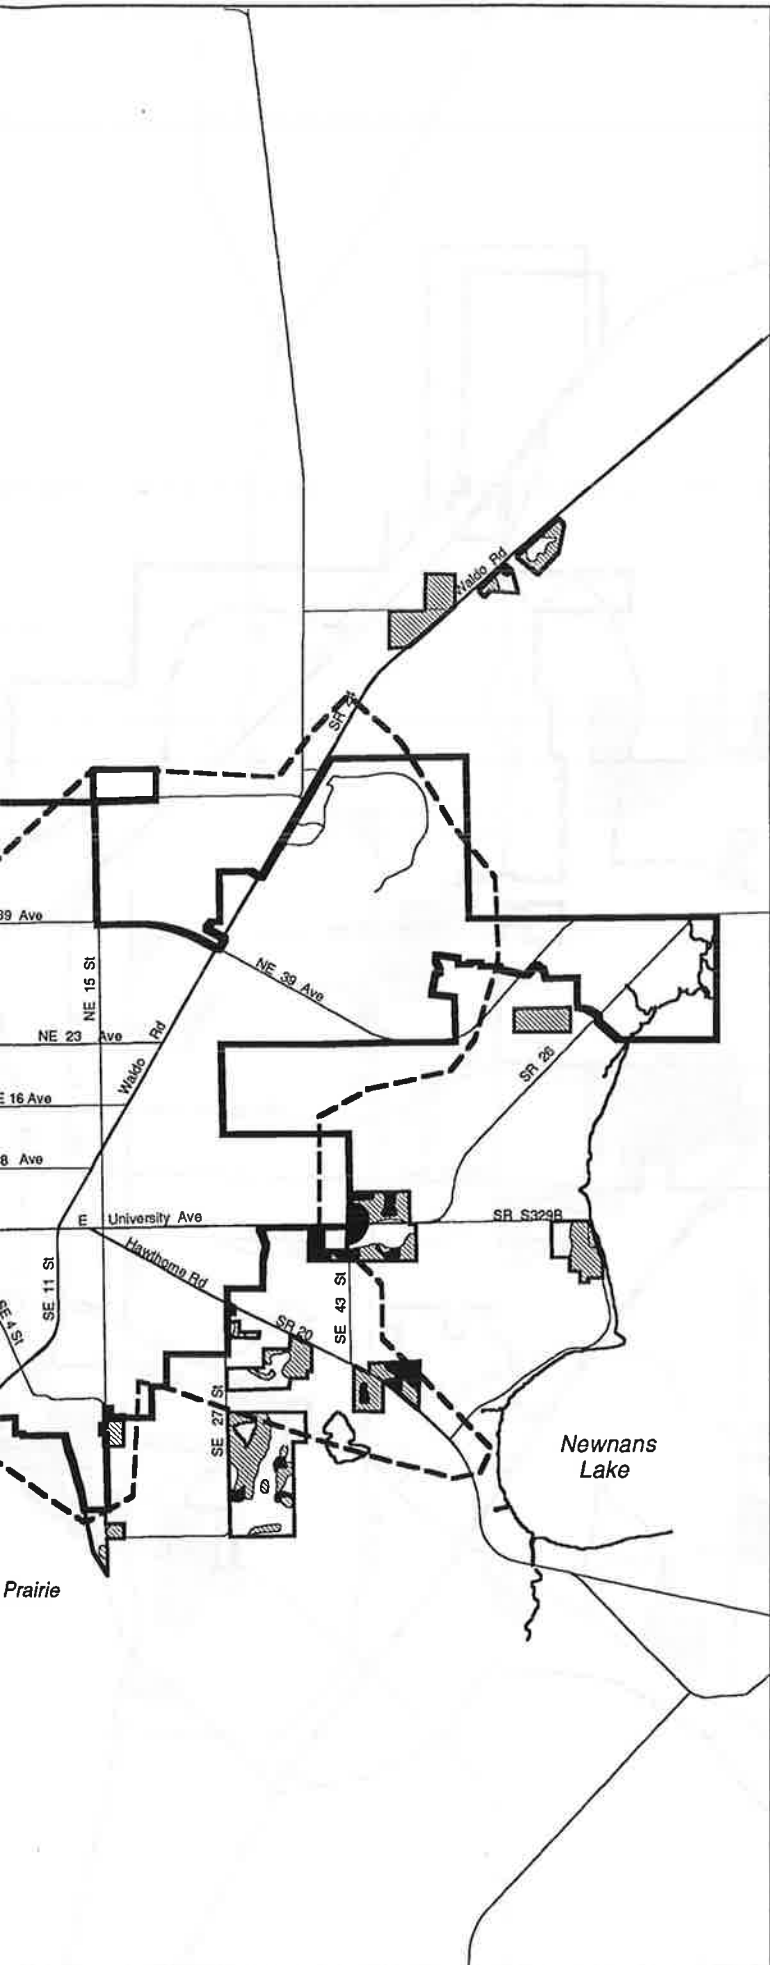 Waldo Rd
SR 24
39 Ave
NE 15 St
NE 39 Ave
NE 23 Ave
Waldo Rd
SR 26
E 16 Ave
8 Ave
E University Ave
SR S329B
Hawthorne Rd
SE 11 St
SE 43 St
SE 4 St
SR 20
SE 27 St
Newnans
Lake
Prairie